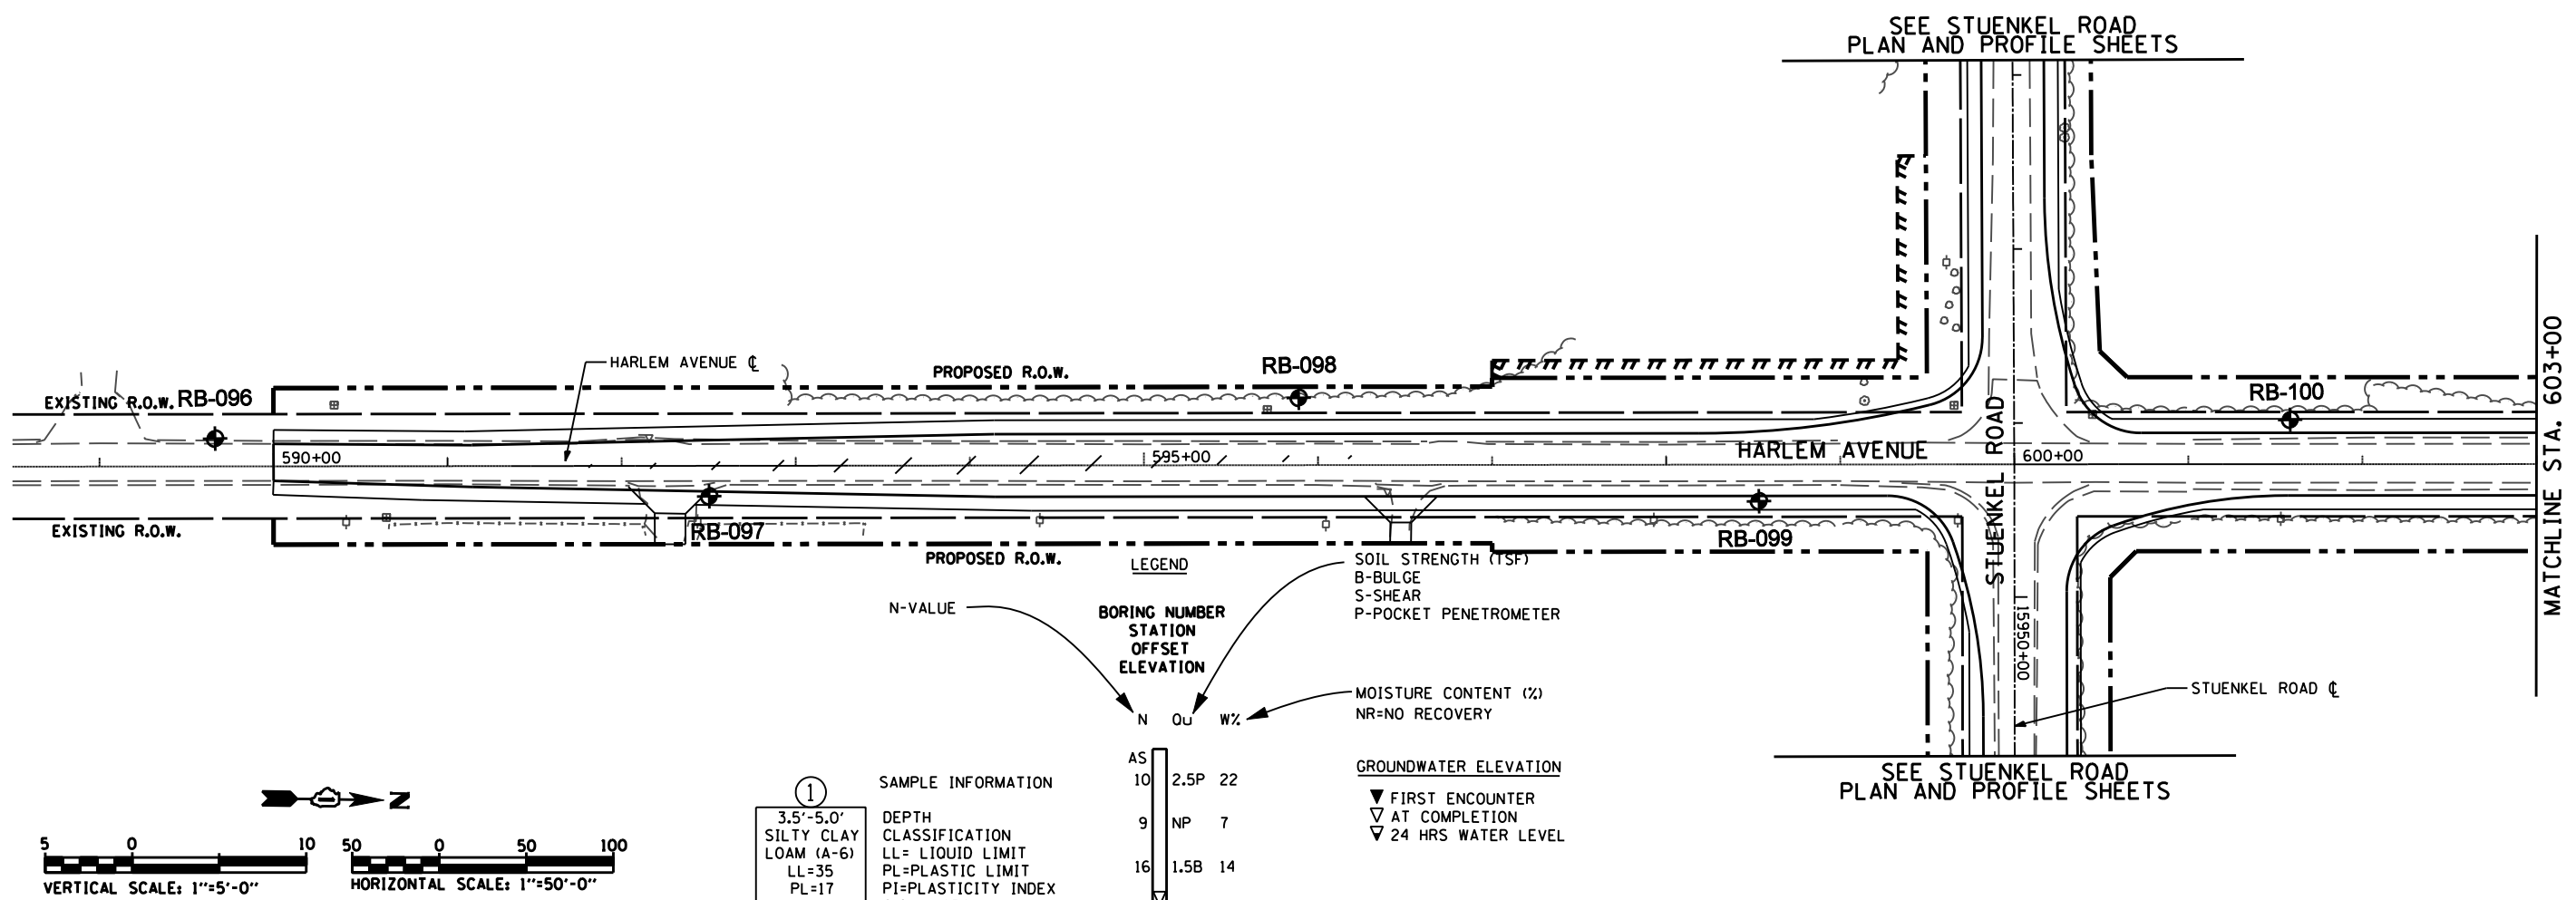 SEE STUENKEL ROAD
PLAN AND PROFILE SHEETS
MATCHLINE STA. 603+00
HARLEM AVENUE ℄
PROPOSED R.O.W.
RB-098
EXISTING R.O.W.
RB-096
RB-100
590+00
595+00
HARLEM AVENUE
STUENKEL ROAD
600+00
EXISTING R.O.W.
RB-097
PROPOSED R.O.W.
RB-099
15950+00
STUENKEL ROAD ℄
SEE STUENKEL ROAD
PLAN AND PROFILE SHEETS
LEGEND
N-VALUE
BORING NUMBER
STATION
OFFSET
ELEVATION
SOIL STRENGTH (TSF)
B-BULGE
S-SHEAR
P-POCKET PENETROMETER
MOISTURE CONTENT (%)
NR=NO RECOVERY
N Qu W%
AS
10 2.5P 22
9 NP 7
16 1.5B 14
GROUNDWATER ELEVATION
FIRST ENCOUNTER
AT COMPLETION
24 HRS WATER LEVEL
1
SAMPLE INFORMATION
3.5'-5.0' DEPTH
SILTY CLAY CLASSIFICATION
LOAM (A-6) LL= LIQUID LIMIT
LL=35 PL=PLASTIC LIMIT
PL=17 PI=PLASTICITY INDEX
N
5 0 10
VERTICAL SCALE: 1"=5'-0"
50 0 50 100
HORIZONTAL SCALE: 1"=50'-0"